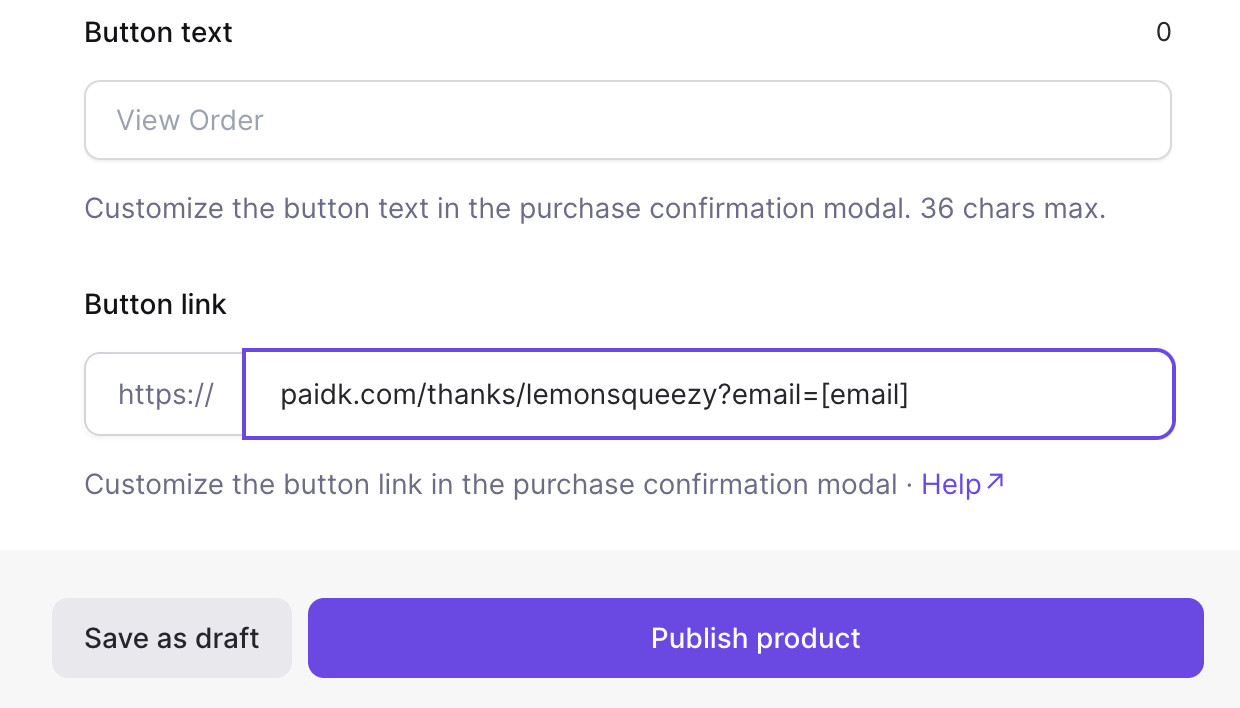 Button text 0
View Order
Customize the button text in the purchase confirmation modal. 36 chars max.
Button link
https:// paidk.com/thanks/lemonsqueezy?email=[email]
Customize the button link in the purchase confirmation modal · Help↗
Save as draft Publish product